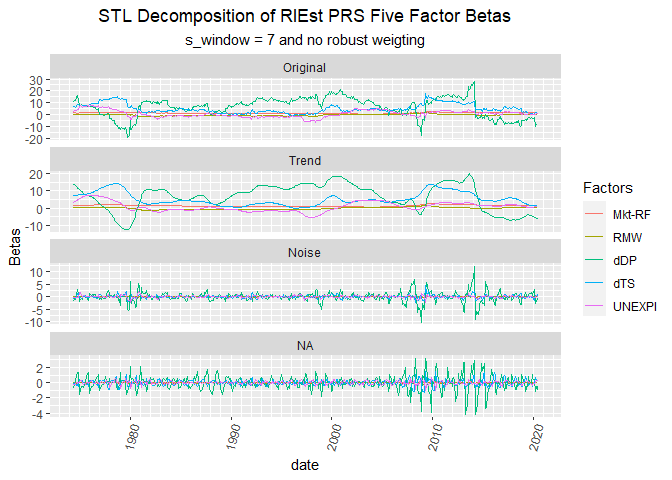 STL Decomposition of RIEst PRS Five Factor Betas
s_window = 7 and no robust weigting
Original
30
20
10
0
-10
-20
Trend
20
10
0
-10
Noise
10
5
0
-5
-10
NA
2
0
-2
-4
Betas
1980
1990
2000
2010
2020
date
Factors
Mkt-RF
RMW
dDP
dTS
UNEXPI